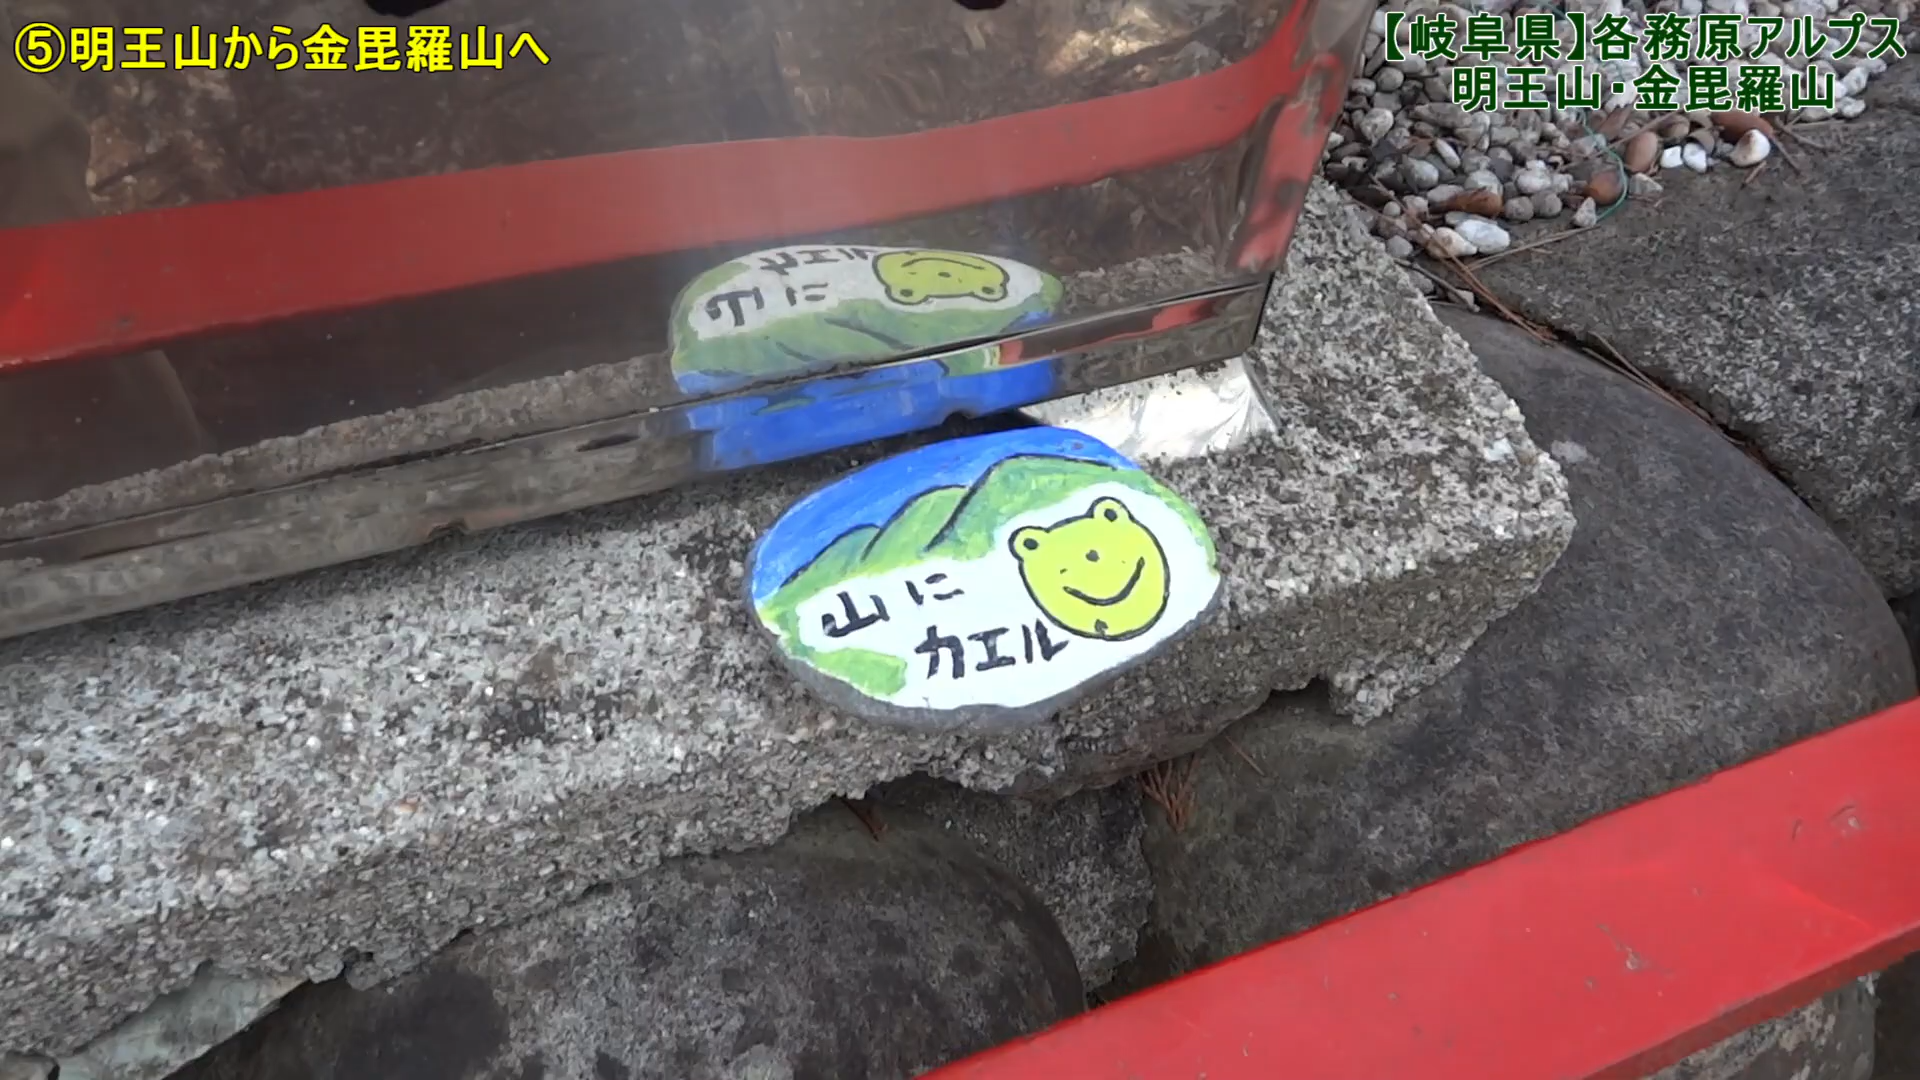 ⑤明王山から金毘羅山へ
【岐阜県】各務原アルプス
明王山・金毘羅山
山に
カエル